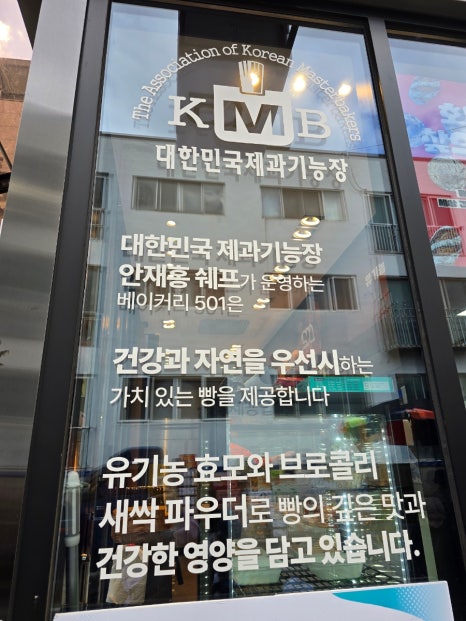 The Association of Korean Master bakers
KMB
대한민국제과기능장
대한민국 제과기능장
안재홍 쉐프가 운영하는
베이커리 501은
건강과 자연을 우선시하는
가치 있는 빵을 제공합니다
유기농 효모와 브로콜리
새싹 파우더로 빵의 깊은 맛과
건강한 영양을 담고 있습니다.